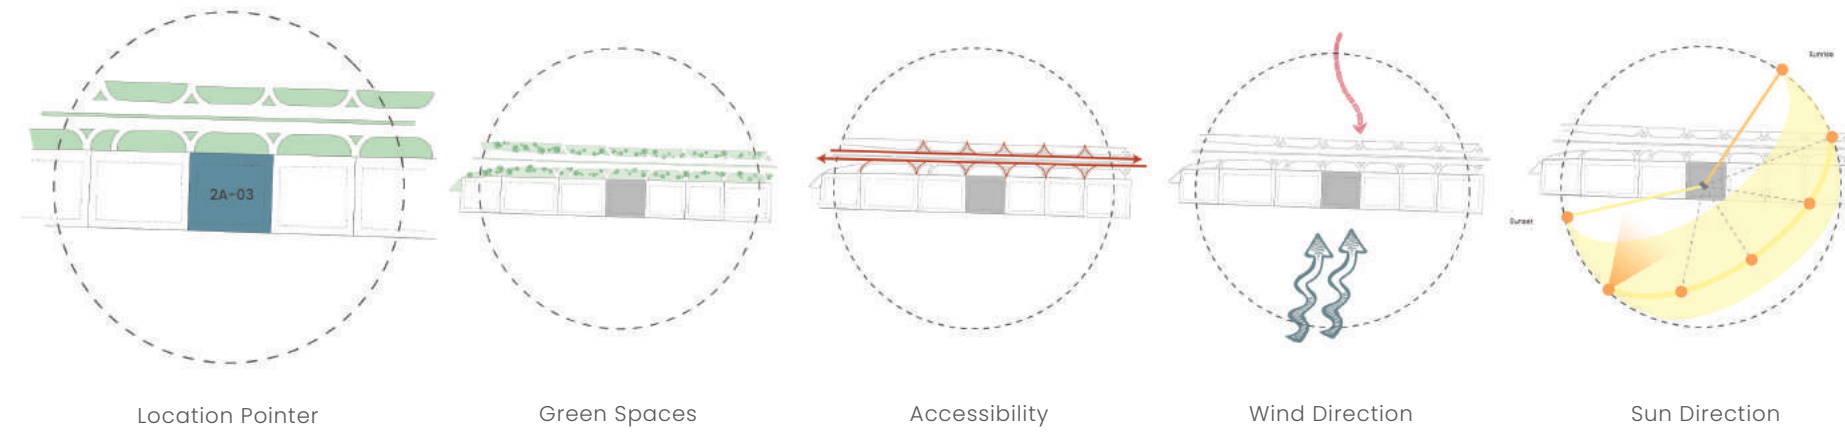 2A-03
Sunrise
Sunset
Location Pointer
Green Spaces
Accessibility
Wind Direction
Sun Direction